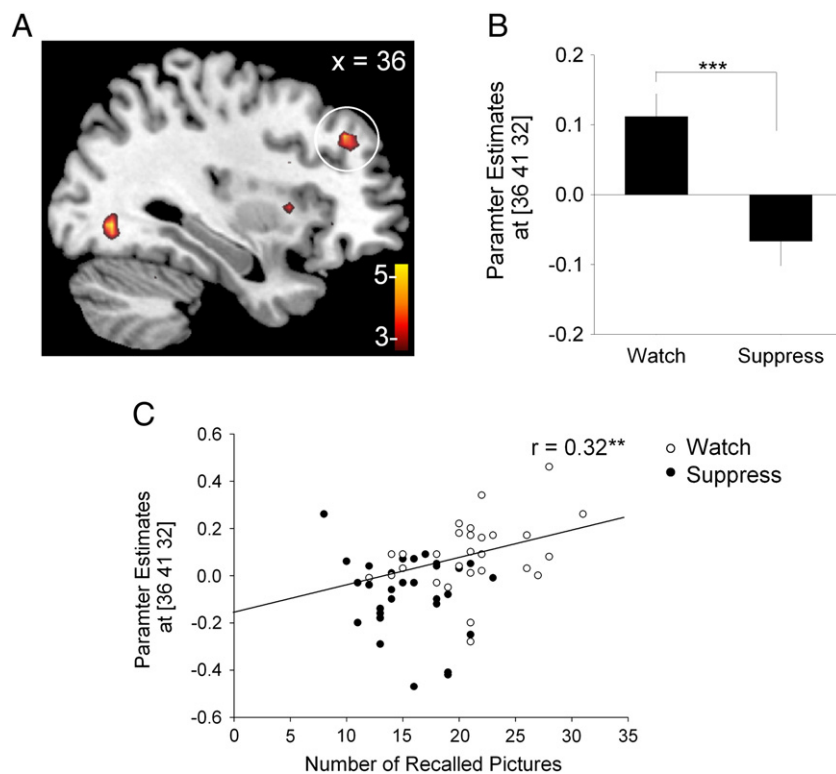 A
x = 36
5-
3-
B
Paramter Estimates
at [36 41 32]
0.2
0.1
0.0
-0.1
-0.2
***
Watch
Suppress
C
Paramter Estimates
at [36 41 32]
0.6
0.4
0.2
0.0
-0.2
-0.4
-0.6
r = 0.32**
Watch
Suppress
0 5 10 15 20 25 30 35
Number of Recalled Pictures